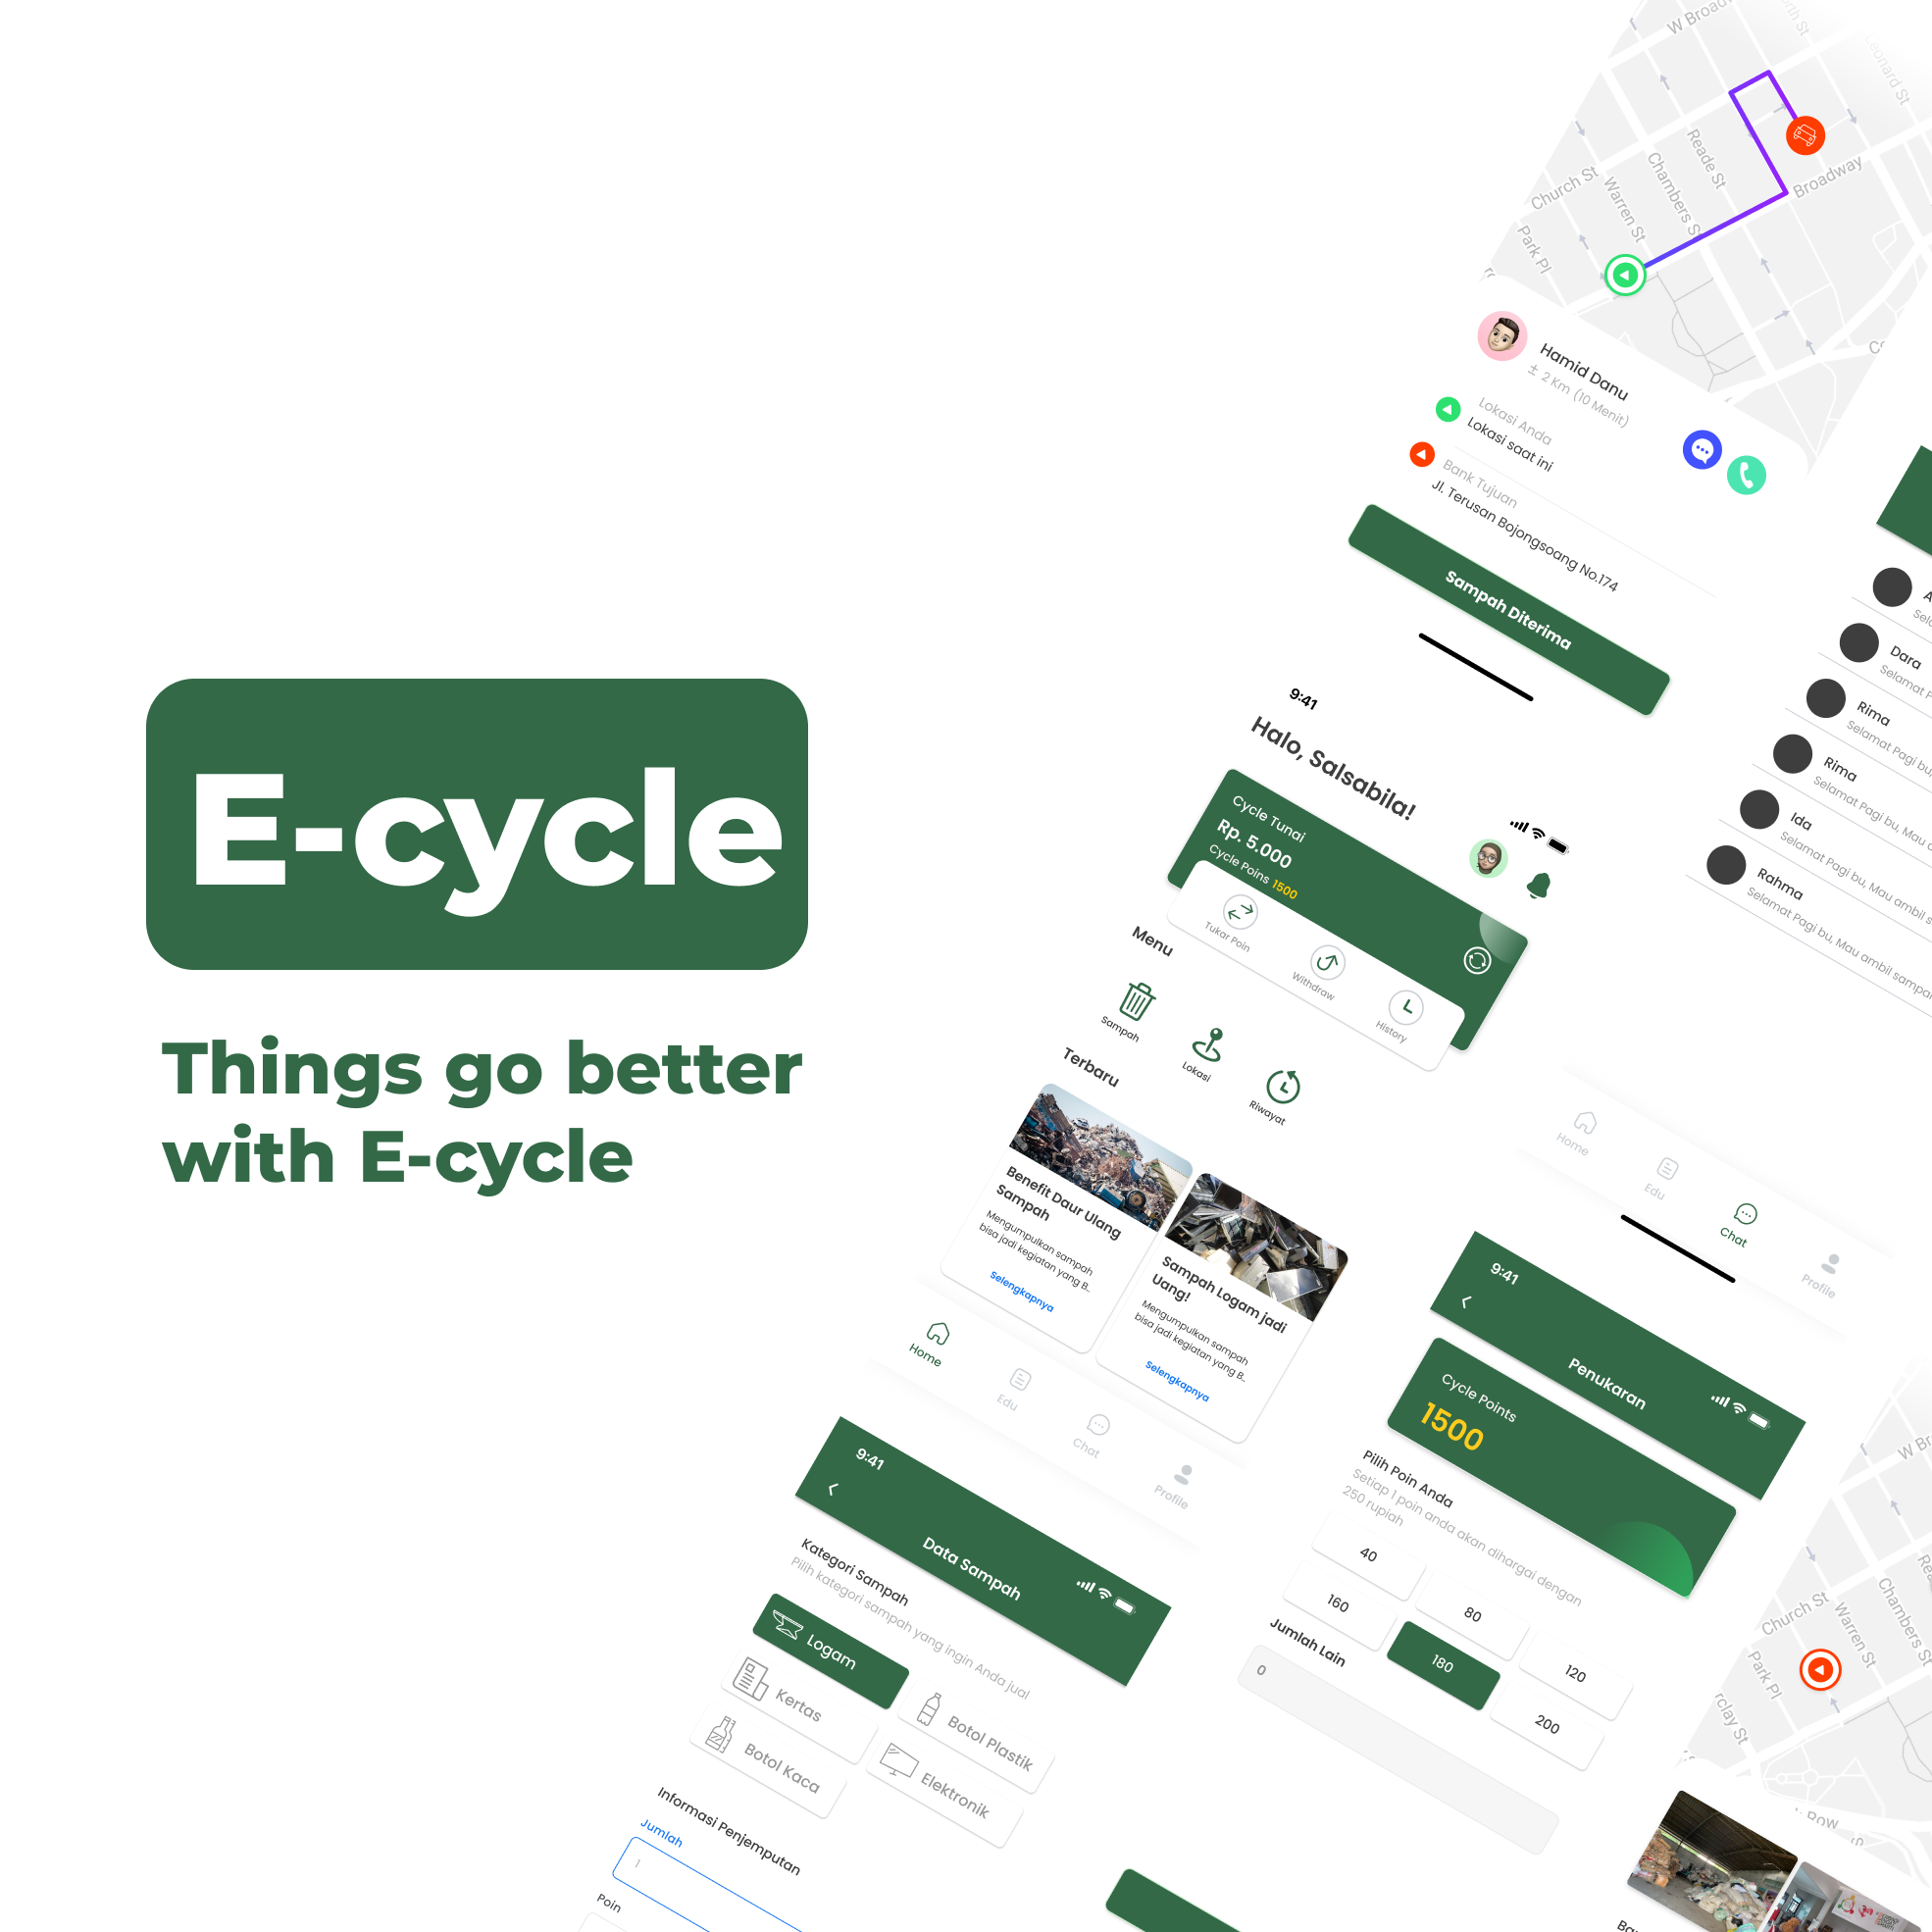 E-cycle
Things go better
with E-cycle
W Broadw
Church St
Warren St
Chambers S
Reade St
Broadway
Park Pl
Leonard St
Hamid Danu
± 2 Km (10 Menit)
Lokasi Anda
Lokasi saat ini
Bank Tujuan
Jl. Terusan Bojongsoang No.174
Sampah Diterima
Dara
Selamat P
Rima
Selamat Pagi bu,
Rima
Selamat Pagi bu, Mau a
Ida
Selamat Pagi bu, Mau ambil s
Rahma
Selamat Pagi bu, Mau ambil sampa
Home
Edu
Chat
Profile
9:41
Halo, Salsabila!
Cycle Tunai
Rp. 5.000
Cycle Poins 1500
Tukar Poin
Withdraw
History
Menu
Sampah
Lokasi
Riwayat
Terbaru
Benefit Daur Ulang
Sampah
Mengumpulkan sampah
bisa jadi kegiatan yang B..
Selengkapnya
Sampah Logam jadi
Uang!
Mengumpulkan sampah
bisa jadi kegiatan yang B..
Selengkapnya
Home
Edu
Chat
Profile
9:41
Penukaran
Cycle Points
1500
Pilih Poin Anda
Setiap 1 poin anda akan dihargai dengan
250 rupiah
40
80
120
160
180
200
Jumlah Lain
0
9:41
Data Sampah
Kategori Sampah
Pilih kategori sampah yang ingin Anda jual
Logam
Kertas
Botol Plastik
Botol Kaca
Elektronik
Informasi Penjemputan
Jumlah
Poin
W Br
Church St
Warren St
Chambers St
Rea
Park Pl
rclay St